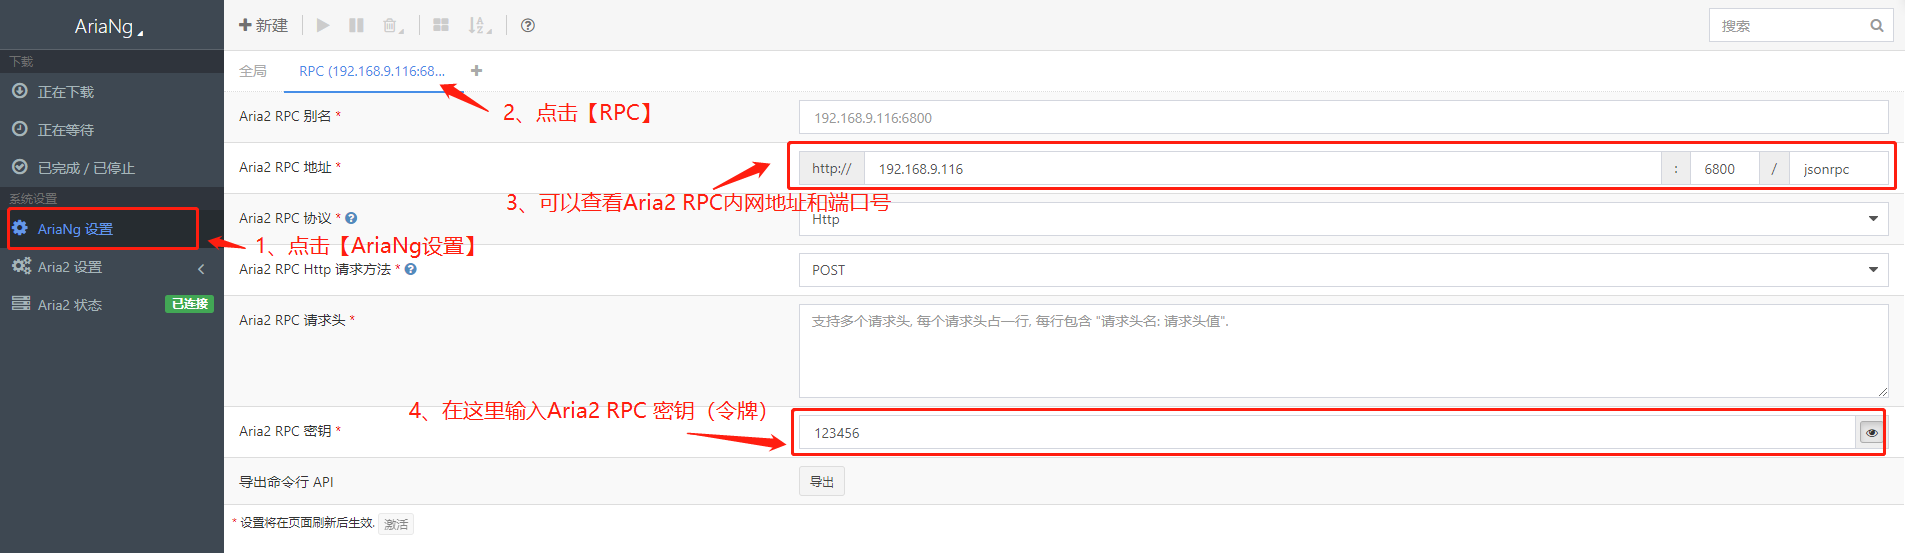 AriaNg
新建
搜索
下载
正在下载
正在等待
已完成 / 已停止
系统设置
AriaNg 设置
Aria2 设置
Aria2 状态
已连接
全局
RPC (192.168.9.116:68...
2、点击【RPC】
Aria2 RPC 别名 *
192.168.9.116:6800
Aria2 RPC 地址 *
http://
192.168.9.116
:
6800
/
jsonrpc
3、可以查看Aria2 RPC内网地址和端口号
Aria2 RPC 协议 *
Http
1、点击【AriaNg设置】
Aria2 RPC Http 请求方法 *
POST
Aria2 RPC 请求头 *
支持多个请求头, 每个请求头占一行, 每行包含 "请求头名: 请求头值".
4、在这里输入Aria2 RPC 密钥（令牌）
Aria2 RPC 密钥 *
123456
导出命令行 API
导出
* 设置将在页面刷新后生效.
激活